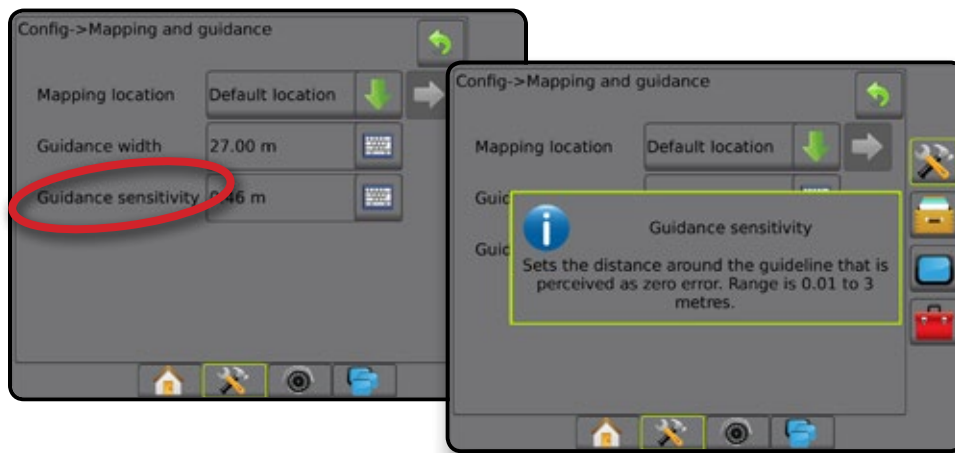 Config->Mapping and guidance
Mapping location
Default location
Guidance width
27.00 m
Guidance sensitivity
0.46 m
Config->Mapping and guidance
Mapping location
Default location
Guid
Guid
Guidance sensitivity
Sets the distance around the guideline that is
perceived as zero error. Range is 0.01 to 3
metres.